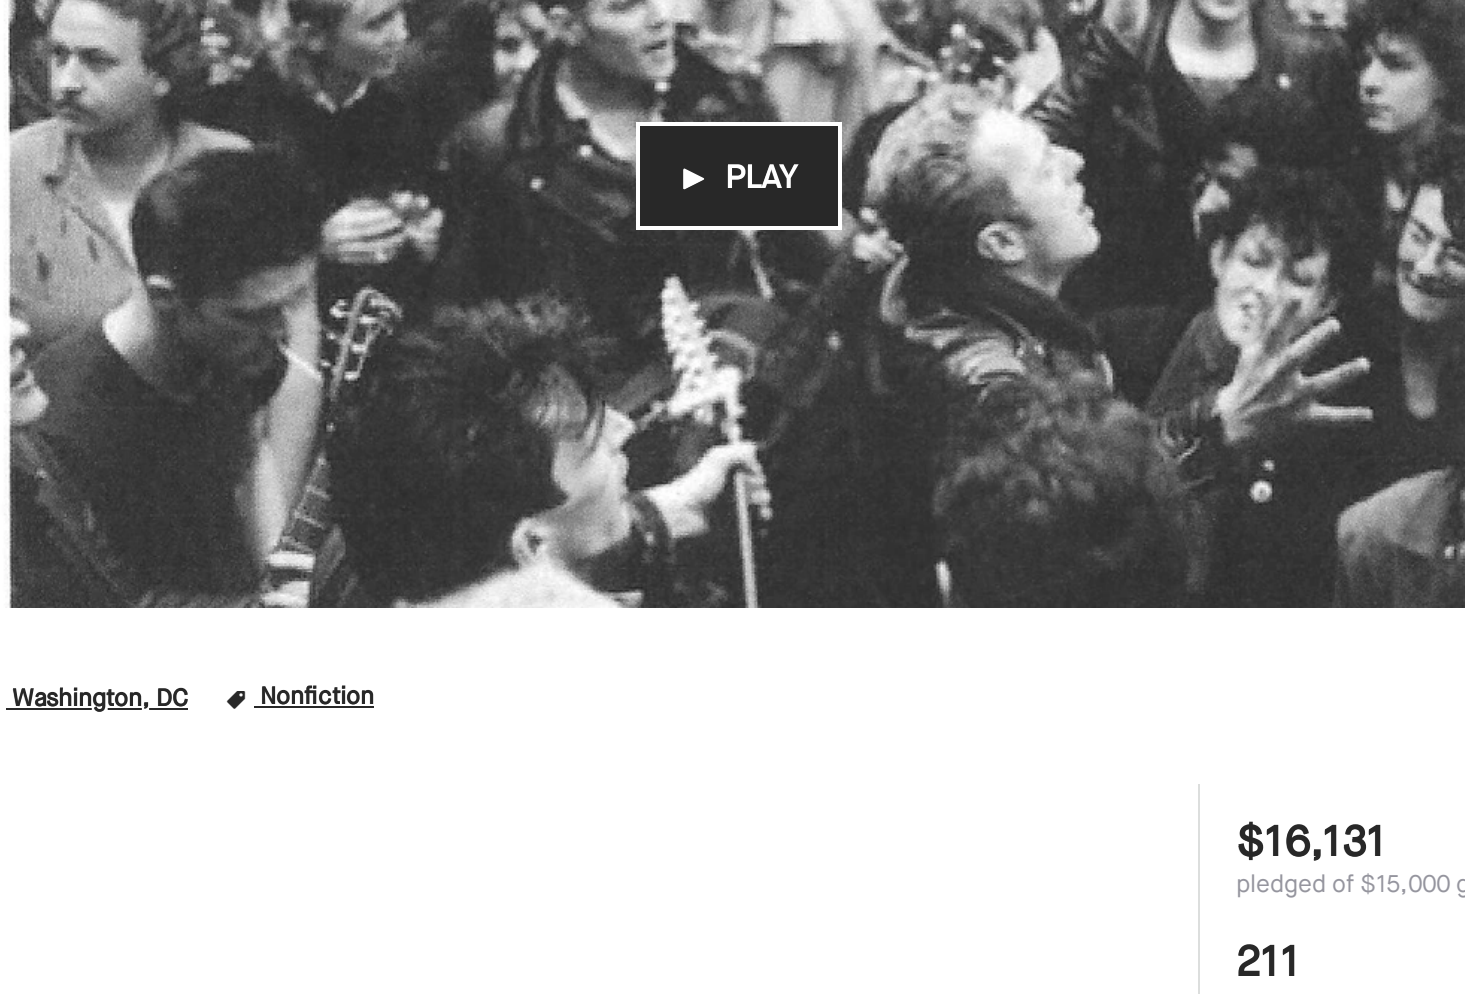 PLAY
Washington, DC
Nonfiction
$16,131
pledged of $15,000 g
211